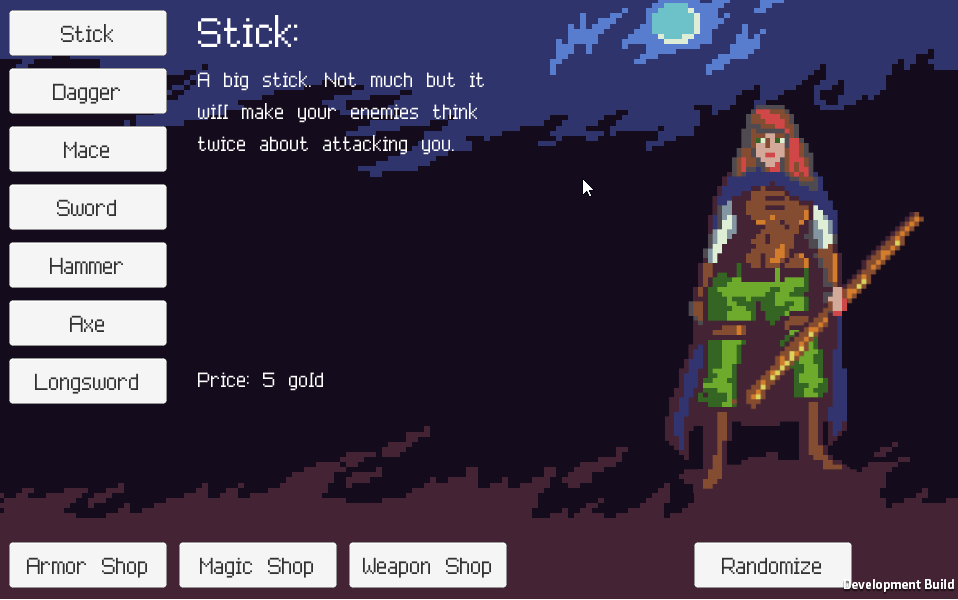 Stick
Dagger
Mace
Sword
Hammer
Axe
Longsword
Stick:
A big stick. Not much but it
will make your enemies think
twice about attacking you.
Price: 5 gold
Armor Shop
Magic Shop
Weapon Shop
Randomize
Development Build